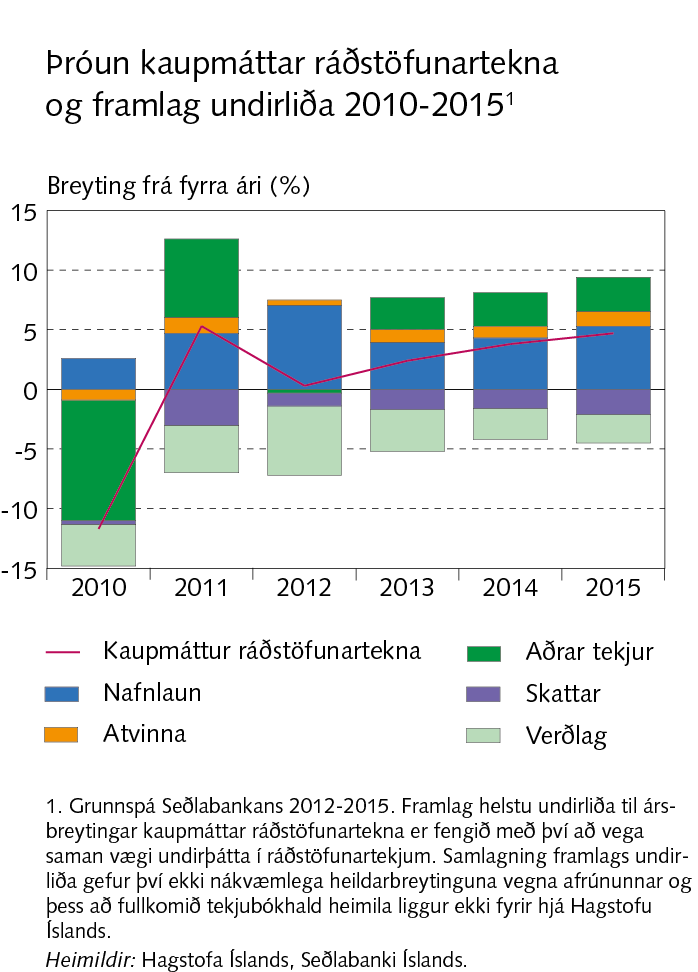 Þróun kaupmáttar ráðstöfunartekna
og framlag undirliða 2010-2015¹
Breyting frá fyrra ári (%)
15
10
5
0
-5
-10
-15
2010 2011 2012 2013 2014 2015
Kaupmáttur ráðstöfunartekna
Nafnlaun
Atvinna
Aðrar tekjur
Skattar
Verðlag
1. Grunnspá Seðlabankans 2012-2015. Framlag helstu undirliða til árs-
breytingar kaupmáttar ráðstöfunartekna er fengið með því að vega
saman vægi undirþátta í ráðstöfunartekjum. Samlagning framlags undir-
liða gefur því ekki nákvæmlega heildarbreytinguna vegna afrúnunnar og
þess að fullkomið tekjubókhald heimila liggur ekki fyrir hjá Hagstofu
Íslands.
Heimildir: Hagstofa Íslands, Seðlabanki Íslands.